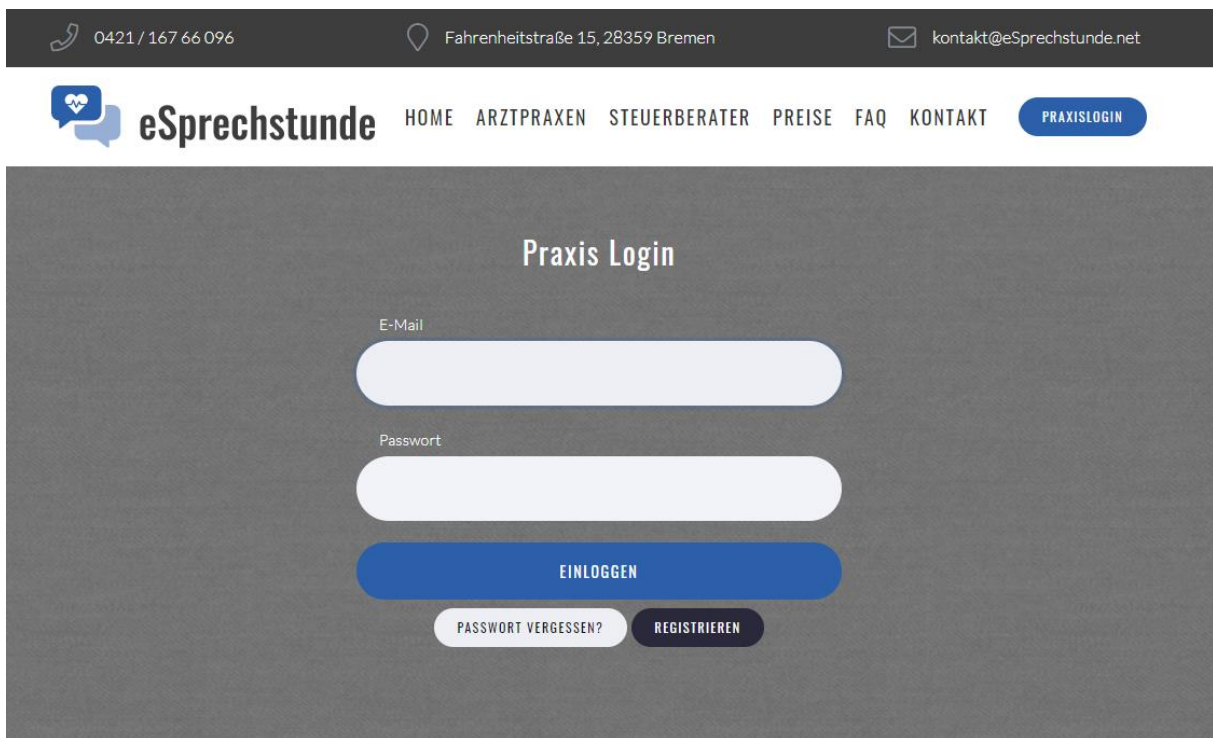 0421 / 167 66 096 Fahrenheitstraße 15, 28359 Bremen kontakt@eSprechstunde.net
eSprechstunde HOME ARZTPRAXEN STEUERBERATER PREISE FAQ KONTAKT PRAXISLOGIN
Praxis Login
E-Mail
Passwort
EINLOGGEN
PASSWORT VERGESSEN? REGISTRIEREN